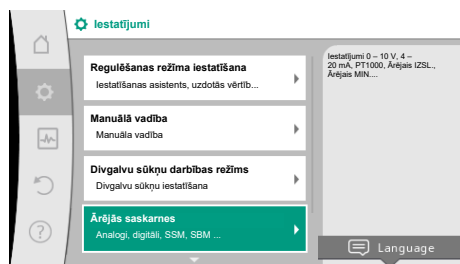 Iestatījumi
Regulēšanas režīma iestatīšana
Iestatīšanas asistents, uzdotās vērtīb...
Manuālā vadība
Manuāla vadība
Divgalvu sūkņu darbības režīms
Divgalvu sūkņu iestatīšana
Ārējās saskarnes
Analogi, digitāli, SSM, SBM ...
Iestatījumi 0 – 10 V, 4 –
20 mA, PT1000, Ārējais IZSL.,
Ārējais MIN....
Language